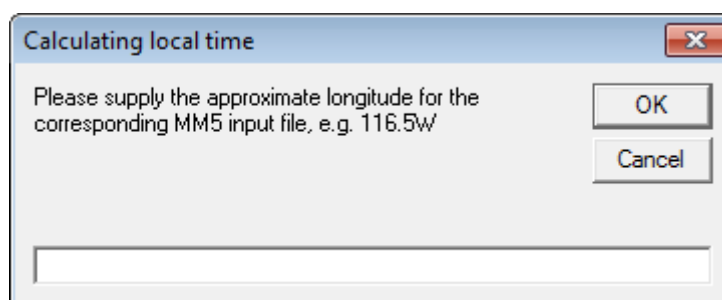 Calculating local time
Please supply the approximate longitude for the
corresponding MM5 input file, e.g. 116.5W
OK
Cancel